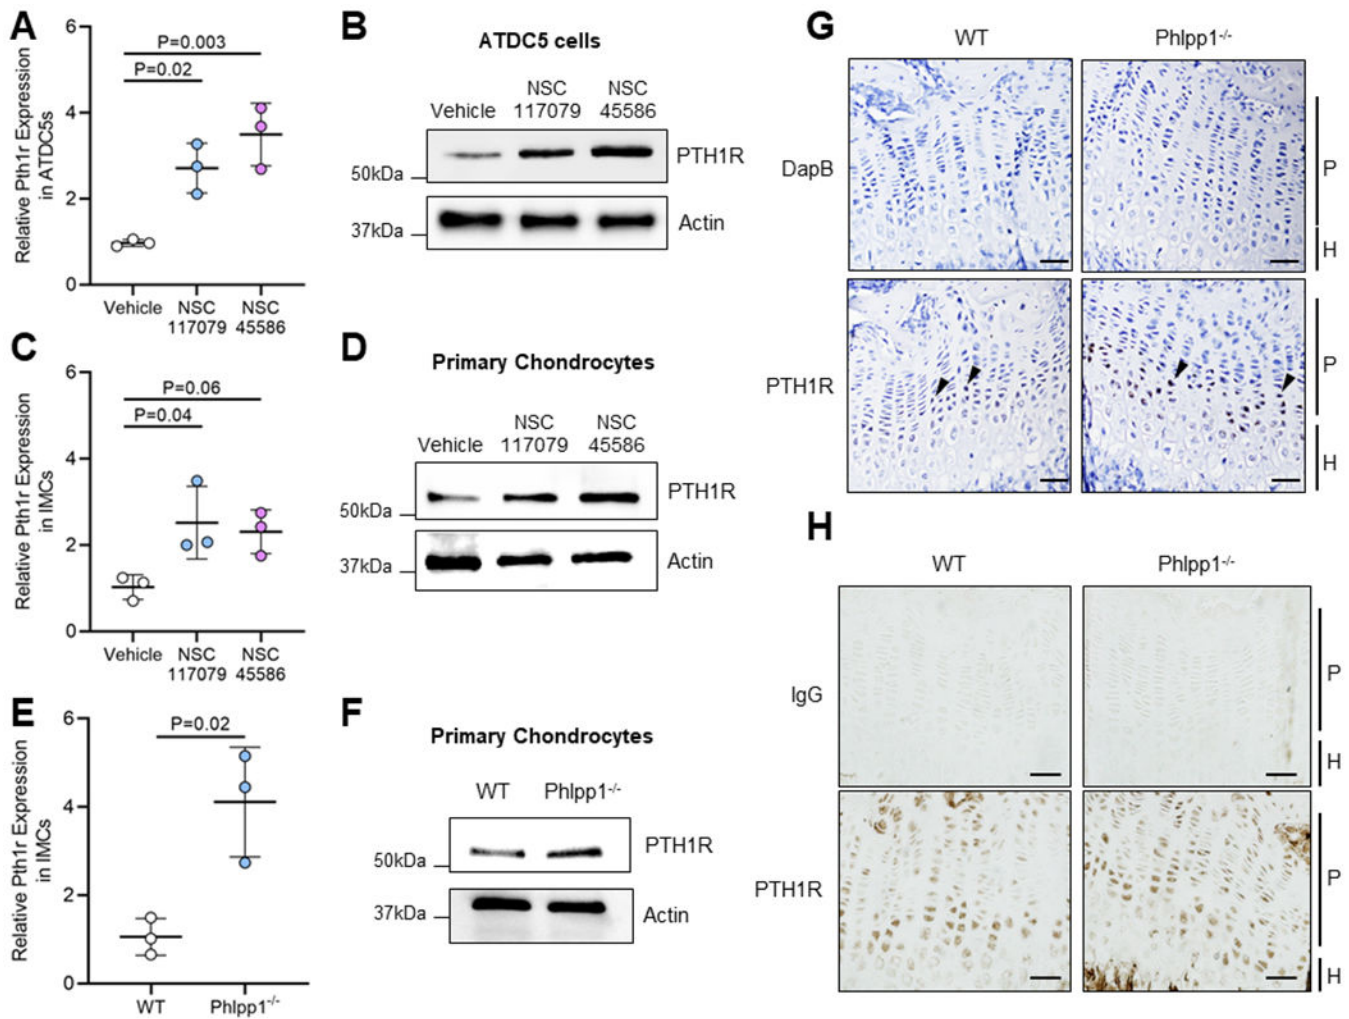 A
Relative Pth1r Expression
in ATDC5s
6
4
2
0
P=0.003
P=0.02
Vehicle
NSC
117079
NSC
45586
B
ATDC5 cells
Vehicle
NSC
117079
NSC
45586
50kDa
PTH1R
37kDa
Actin
C
Relative Pth1r Expression
in IMCs
6
4
2
0
P=0.06
P=0.04
Vehicle
NSC
117079
NSC
45586
D
Primary Chondrocytes
Vehicle
NSC
117079
NSC
45586
50kDa
PTH1R
37kDa
Actin
E
Relative Pth1r Expression
in IMCs
6
4
2
0
P=0.02
WT
Phlpp1-/-
F
Primary Chondrocytes
WT Phlpp1-/-
50kDa
PTH1R
37kDa
Actin
G
WT Phlpp1-/-
DapB
P
H
PTH1R
P
H
H
WT Phlpp1-/-
IgG
P
H
PTH1R
P
H